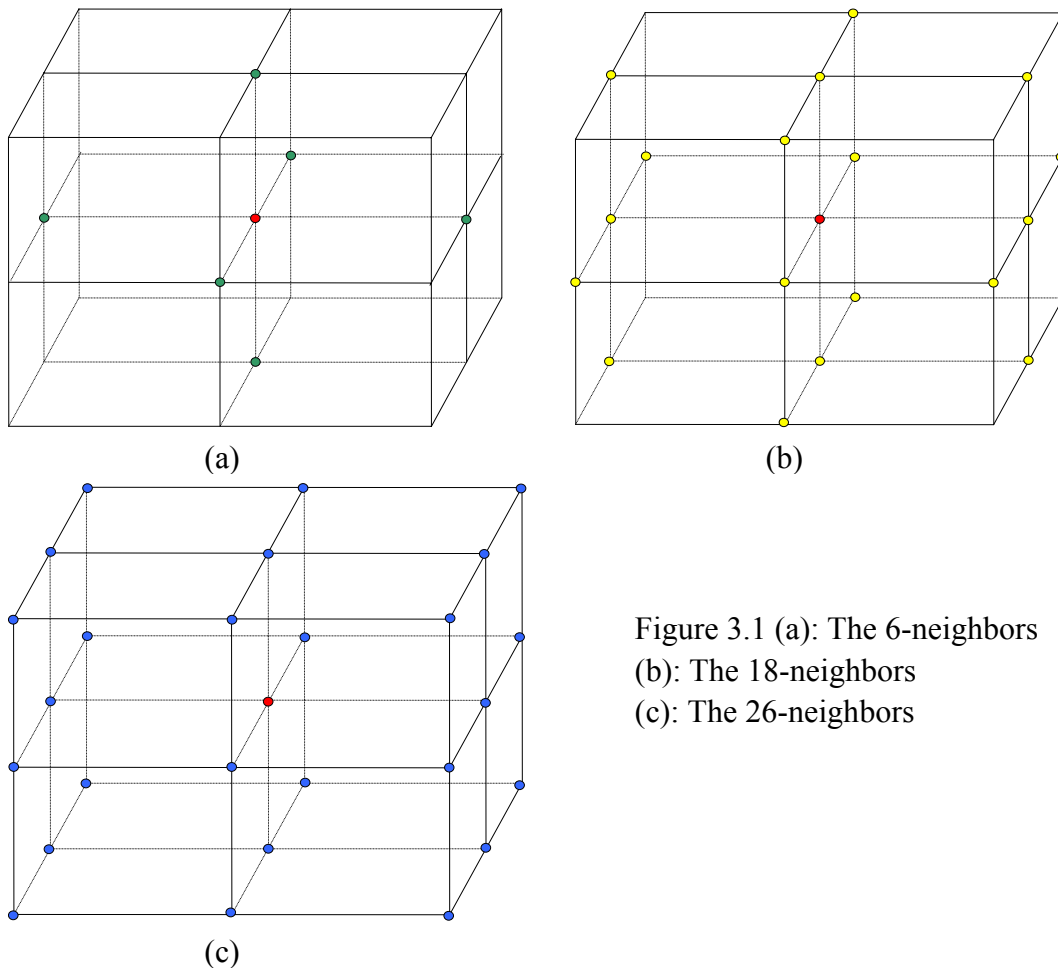 (a)
(b)
(c)
Figure 3.1 (a): The 6-neighbors
(b): The 18-neighbors
(c): The 26-neighbors